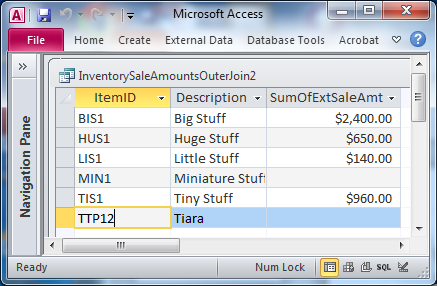 A
Microsoft Access
File Home Create External Data Database Tools Acrobat
InventorySaleAmountsOuterJoin2
ItemID Description SumOfExtSaleAmt
BIS1 Big Stuff $2,400.00
HUS1 Huge Stuff $650.00
LIS1 Little Stuff $140.00
MIN1 Miniature Stuf
TIS1 Tiny Stuff $960.00
TTP12 Tiara
Navigation Pane
Ready Num Lock SQL